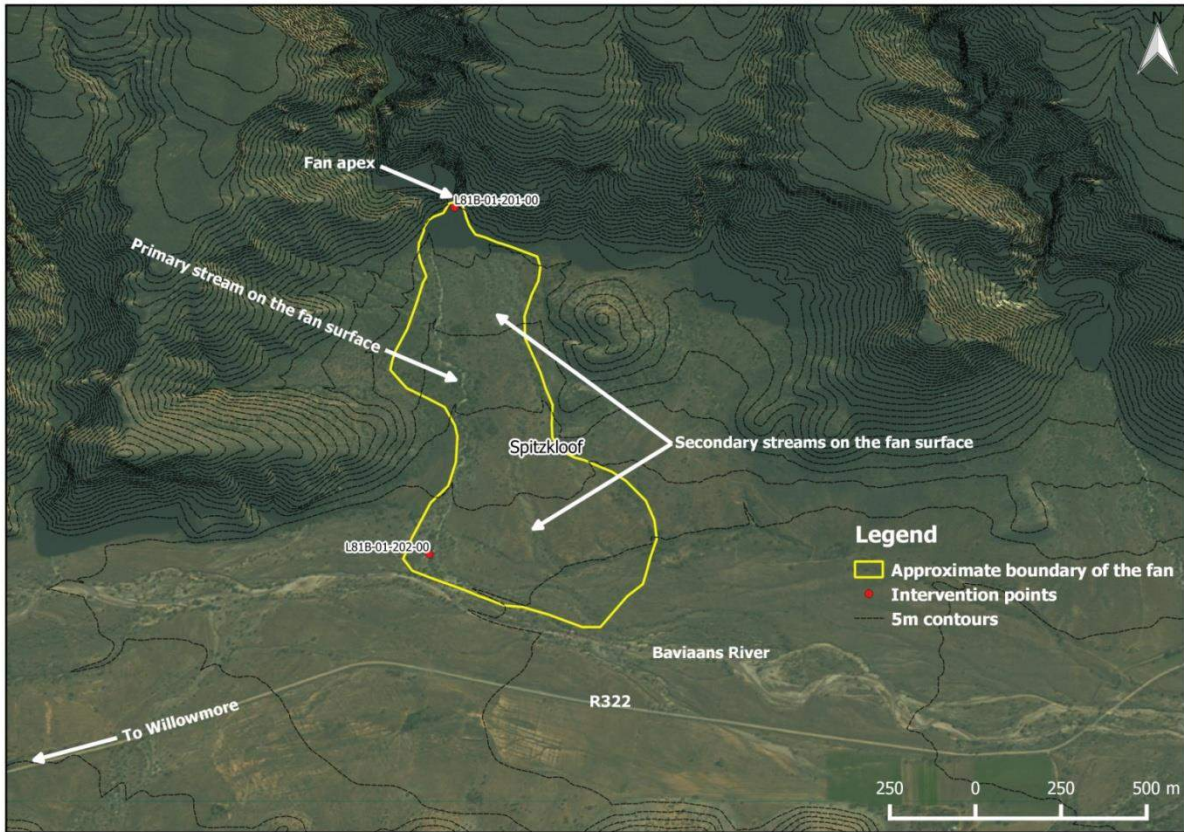 N
Fan apex
L81B-01-201-00
Primary stream on the fan surface
Secondary streams on the fan surface
Spitzkloof
L81B-01-202-00
Legend
Approximate boundary of the fan
Intervention points
5m contours
Baviaans River
R322
To Willowmore
250 0 250 500 m